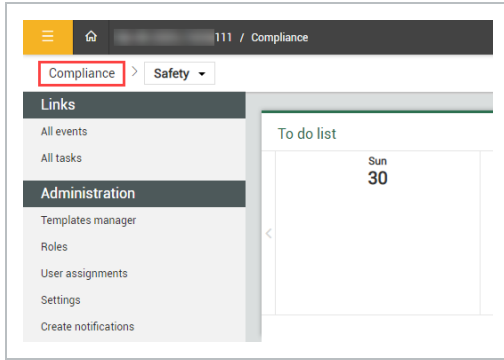 111 / Compliance
Compliance > Safety
Links
All events
All tasks
Administration
Templates manager
Roles
User assignments
Settings
Create notifications
To do list
Sun
30